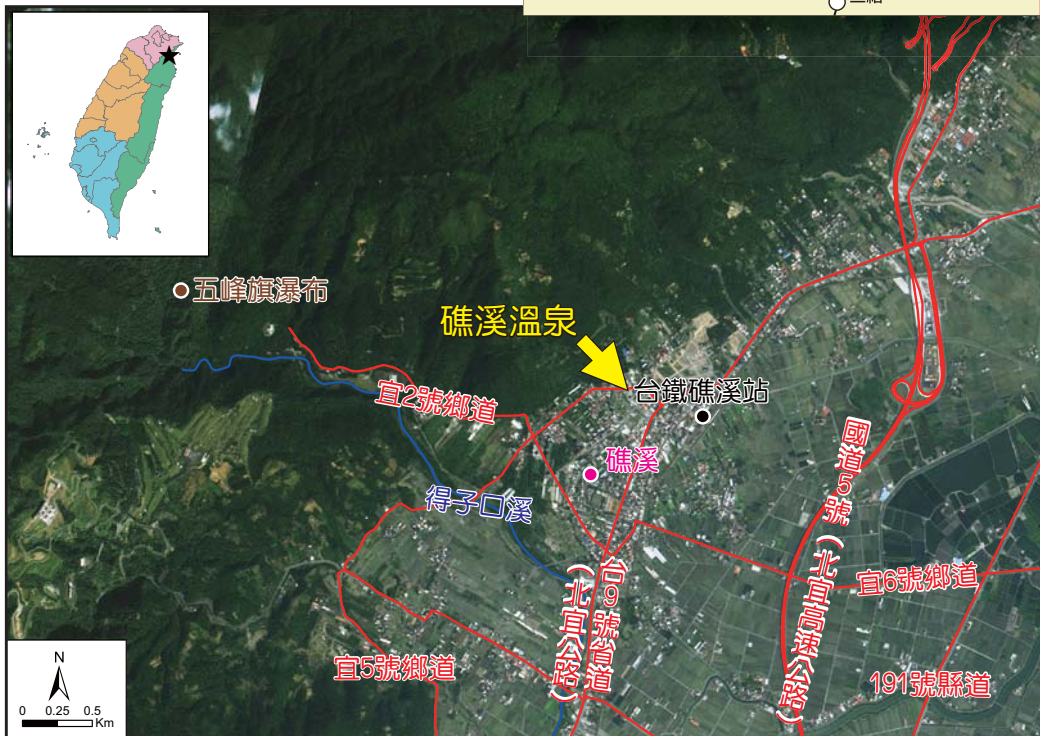 五峰旗瀑布
礁溪溫泉
台鐵礁溪站
宜2號鄉道
礁溪
得子口溪
國道5號（北宜高速公路）
台9號省道
（北宜公路）
宜6號鄉道
宜5號鄉道
191號縣道
N
0 0.25 0.5
Km